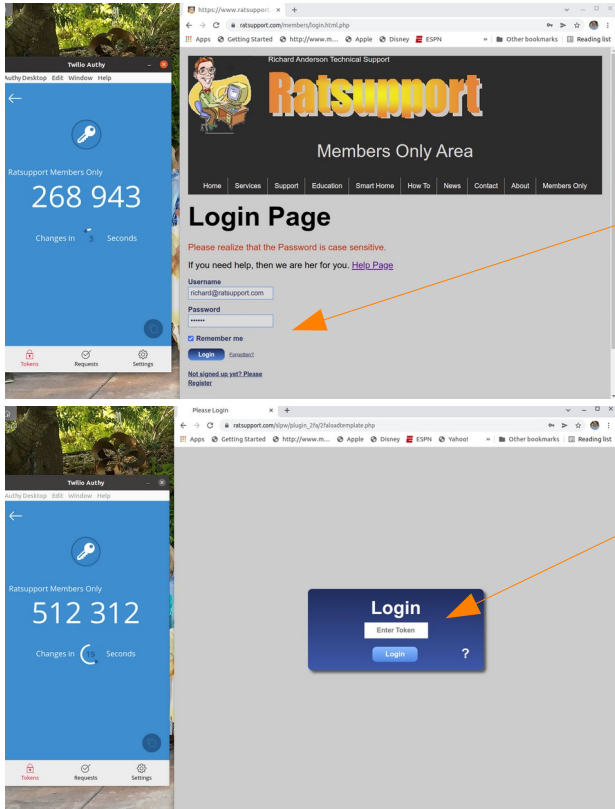 Twilio Authy
Authy Desktop Edit Window Help
Ratsupport Members Only
268 943
Changes in 3 Seconds
Tokens Requests Settings
https://www.ratsupport
ratsupport.com/members/login.html.php
Apps Getting Started http://www.m... Apple Disney ESPN » Other bookmarks Reading list
Richard Anderson Technical Support
Ratsupport
Members Only Area
Home Services Support Education Smart Home How To News Contact About Members Only
Login Page
Please realize that the Password is case sensitive.
If you need help, then we are her for you. Help Page
Username
richard@ratsupport.com
Password
••••••
Remember me
Login Forgotten?
Not signed up yet? Please
Register
Twilio Authy
Authy Desktop Edit Window Help
Ratsupport Members Only
512 312
Changes in 19 Seconds
Tokens Requests Settings
Please Login
ratsupport.com/slpw/plugin_2fa/2faloadtemplate.php
Apps Getting Started http://www.m... Apple Disney ESPN Yahoo! » Other bookmarks Reading list
Login
Enter Token
Login ?